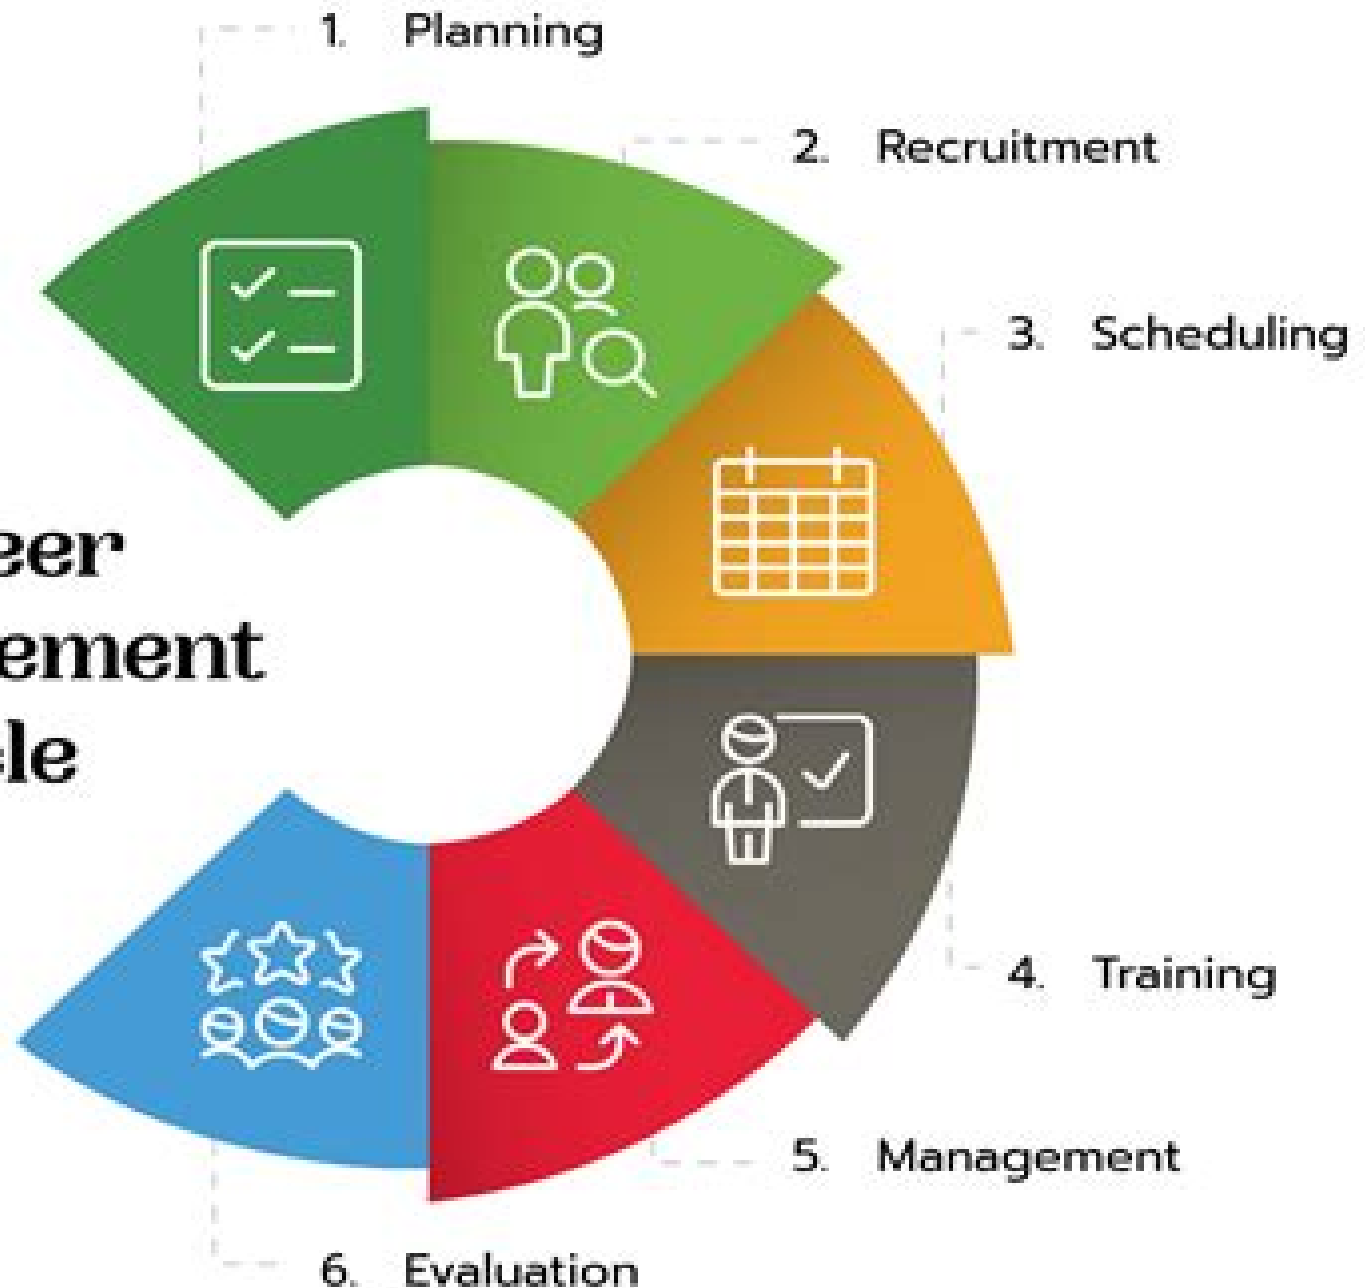 1. Planning
2. Recruitment
3. Scheduling
eer
ement
le
4. Training
5. Management
6. Evaluation